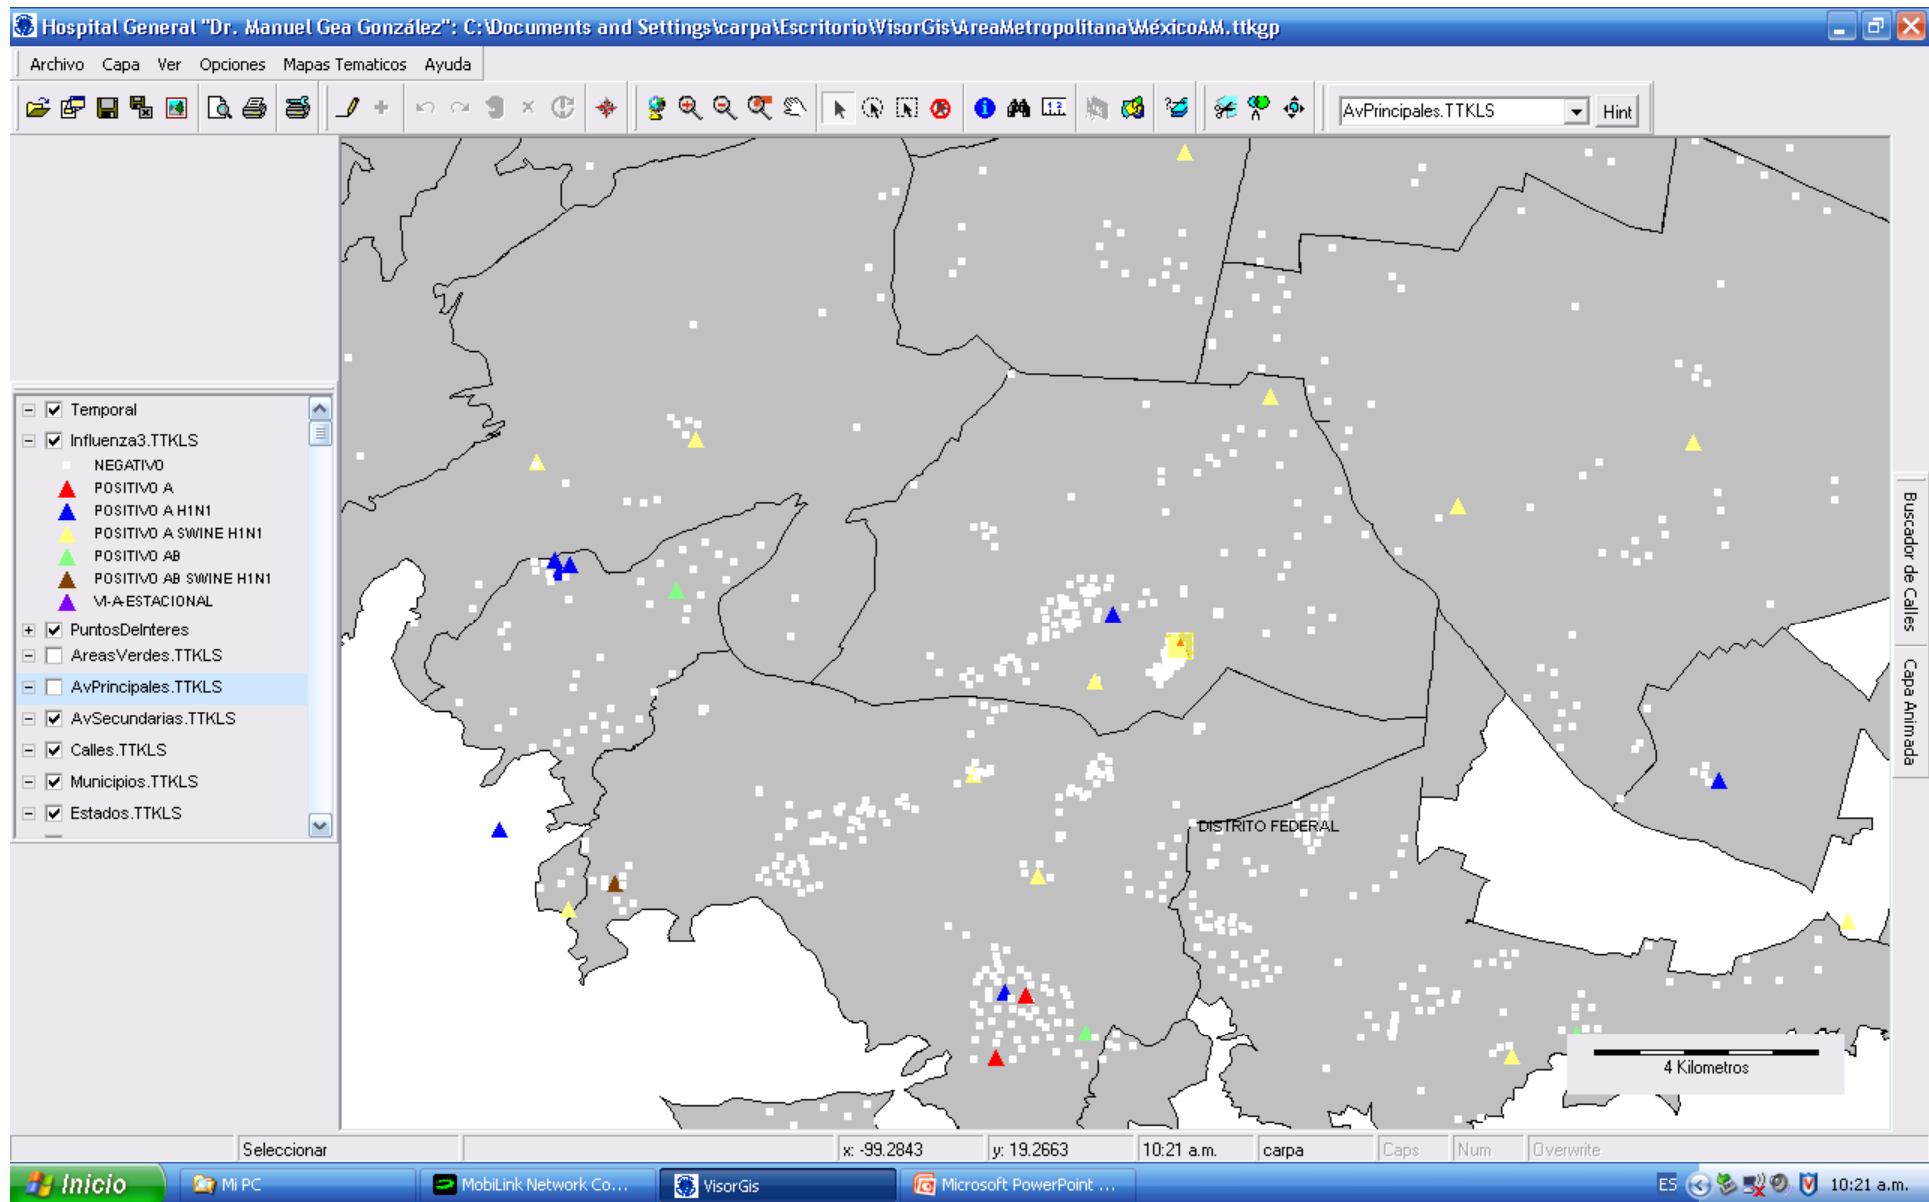 Hospital General "Dr. Manuel Gea González": C:\Documents and Settings\carpa\Escritorio\VisorGis\AreaMetropolitana\MéxicoAM.ttkgp
Archivo Capa Ver Opciones Mapas Tematicos Ayuda
AvPrincipales.TTKLS Hint
Temporal
Influenza3.TTKLS
NEGATIVO
POSITIVO A
POSITIVO A H1N1
POSITIVO A SWINE H1N1
POSITIVO AB
POSITIVO AB SWINE H1N1
VI-A-ESTACIONAL
PuntosDeInteres
AreasVerdes.TTKLS
AvPrincipales.TTKLS
AvSecundarias.TTKLS
Calles.TTKLS
Municipios.TTKLS
Estados.TTKLS
DISTRITO FEDERAL
4 Kilometros
Buscador de Calles
Capa Animada
Seleccionar x: -99.2843 y: 19.2663 10:21 a.m. carpa Caps Num Overwrite
Inicio Mi PC MobiLink Network Co... VisorGis Microsoft PowerPoint ... ES 10:21 a.m.